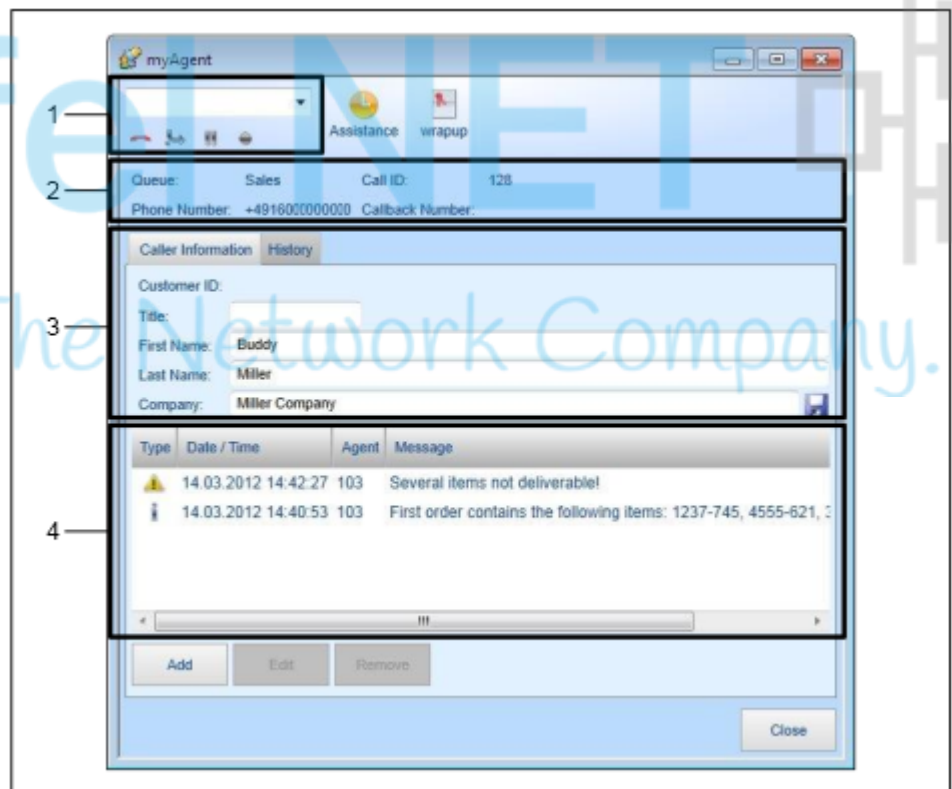 myAgent
1
Assistance wrapup
2
Queue: Sales Call ID: 128
Phone Number: +4916000000000 Callback Number:
Caller Information History
Customer ID:
3
Title:
First Name: Buddy
Last Name: Miller
Company: Miller Company
Type Date / Time Agent Message
14.03.2012 14:42:27 103 Several items not deliverable!
14.03.2012 14:40:53 103 First order contains the following items: 1237-745, 4555-621,
4
Add Edit Remove
Close
NET
The Network Company.